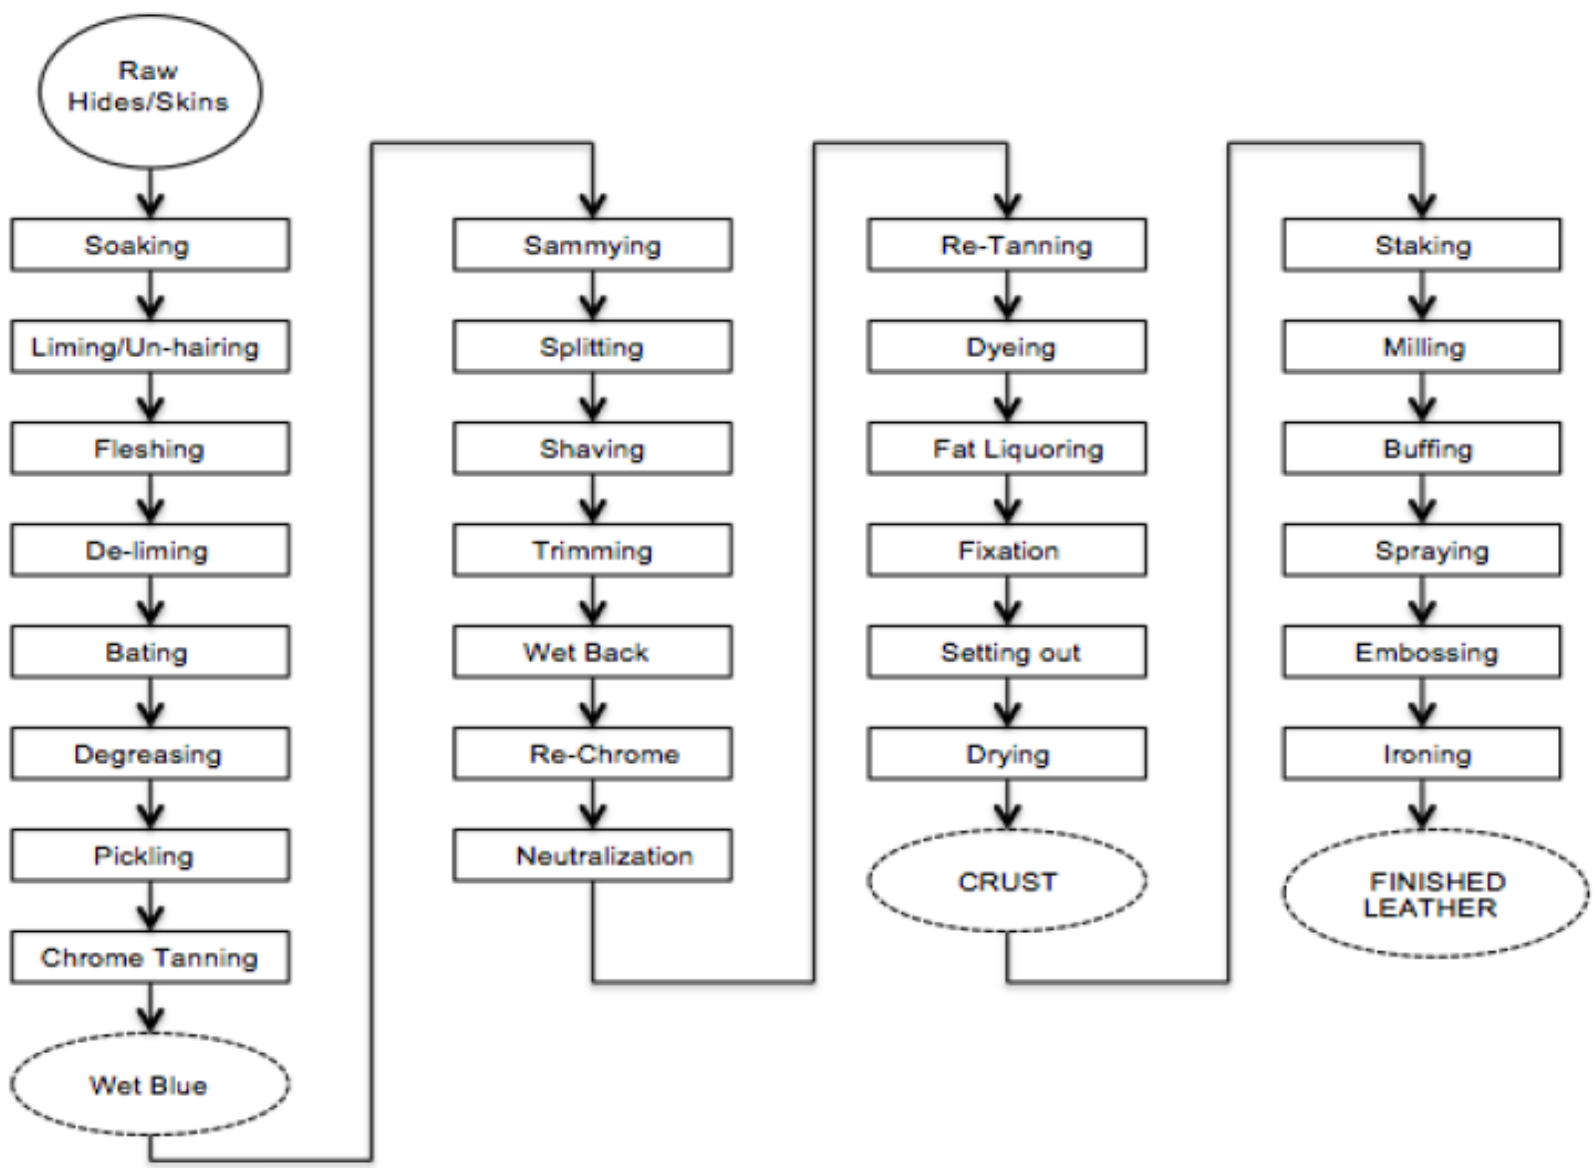 Raw
Hides/Skins
Soaking
Liming/Un-hairing
Fleshing
De-liming
Bating
Degreasing
Pickling
Chrome Tanning
Wet Blue
Sammying
Splitting
Shaving
Trimming
Wet Back
Re-Chrome
Neutralization
Re-Tanning
Dyeing
Fat Liquoring
Fixation
Setting out
Drying
CRUST
Staking
Milling
Buffing
Spraying
Embossing
Ironing
FINISHED
LEATHER